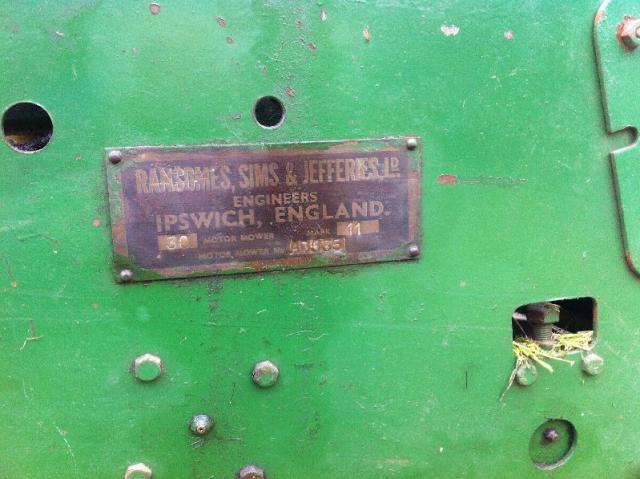 RANSOMES, SIMS & JEFFERIES, LD.
ENGINEERS
IPSWICH, ENGLAND.
30 MOTOR MOWER MARK 11
MOTOR MOWER No